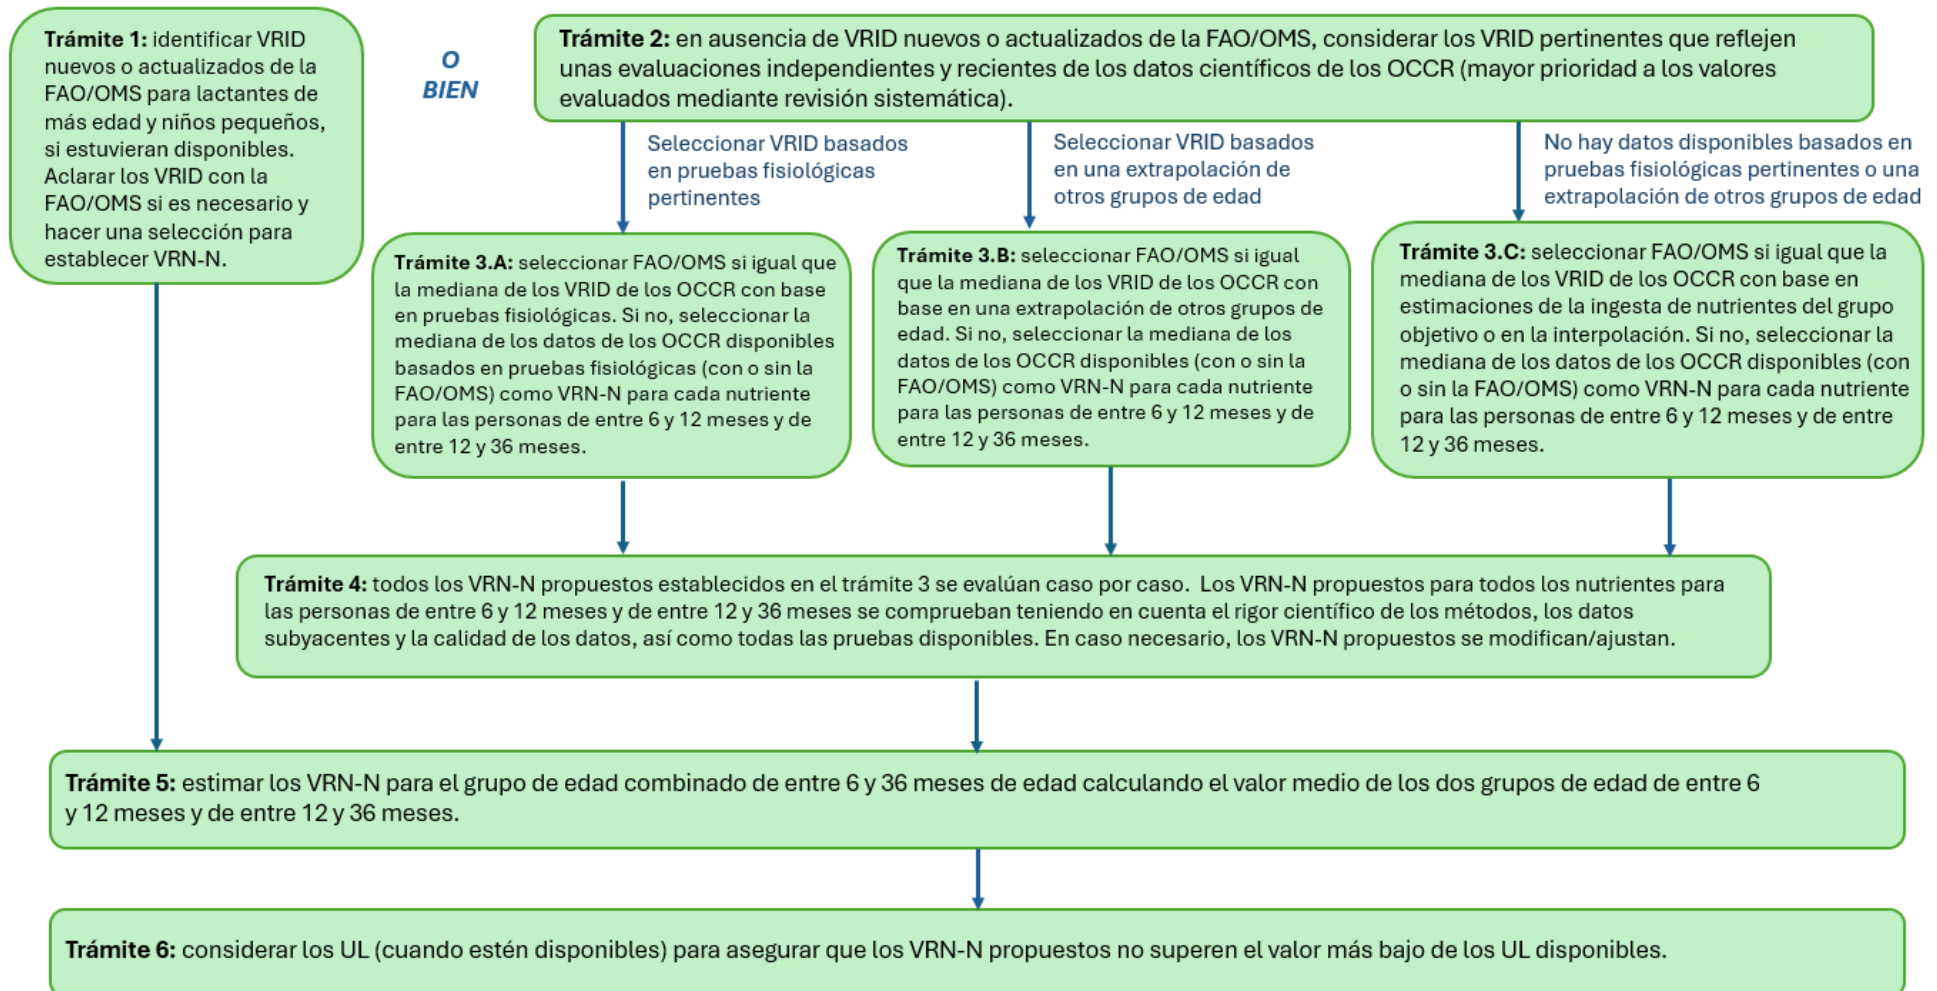 Trámite 1: identificar VRID
nuevos o actualizados de la
FAO/OMS para lactantes de
más edad y niños pequeños,
si estuvieran disponibles.
Aclarar los VRID con la
FAO/OMS si es necesario y
hacer una selección para
establecer VRN-N.
O
BIEN
Trámite 2: en ausencia de VRID nuevos o actualizados de la FAO/OMS, considerar los VRID pertinentes que reflejen
unas evaluaciones independientes y recientes de los datos científicos de los OCCR (mayor prioridad a los valores
evaluados mediante revisión sistemática).
Seleccionar VRID basados
en pruebas fisiológicas
pertinentes
Seleccionar VRID basados
en una extrapolación de
otros grupos de edad
No hay datos disponibles basados en
pruebas fisiológicas pertinentes o una
extrapolación de otros grupos de edad
Trámite 3.A: seleccionar FAO/OMS si igual que
la mediana de los VRID de los OCCR con base
en pruebas fisiológicas. Si no, seleccionar la
mediana de los datos de los OCCR disponibles
basados en pruebas fisiológicas (con o sin la
FAO/OMS) como VRN-N para cada nutriente
para las personas de entre 6 y 12 meses y de
entre 12 y 36 meses.
Trámite 3.B: seleccionar FAO/OMS si igual
que la mediana de los VRID de los OCCR con
base en una extrapolación de otros grupos de
edad. Si no, seleccionar la mediana de los
datos de los OCCR disponibles (con o sin la
FAO/OMS) como VRN-N para cada nutriente
para las personas de entre 6 y 12 meses y de
entre 12 y 36 meses.
Trámite 3.C: seleccionar FAO/OMS si igual que la
mediana de los VRID de los OCCR con base en
estimaciones de la ingesta de nutrientes del grupo
objetivo o en la interpolación. Si no, seleccionar la
mediana de los datos de los OCCR disponibles (con
o sin la FAO/OMS) como VRN-N para cada nutriente
para las personas de entre 6 y 12 meses y de entre
12 y 36 meses.
Trámite 4: todos los VRN-N propuestos establecidos en el trámite 3 se evalúan caso por caso. Los VRN-N propuestos para todos los nutrientes para
las personas de entre 6 y 12 meses y de entre 12 y 36 meses se comprueban teniendo en cuenta el rigor científico de los métodos, los datos
subyacentes y la calidad de los datos, así como todas las pruebas disponibles. En caso necesario, los VRN-N propuestos se modifican/ajustan.
Trámite 5: estimar los VRN-N para el grupo de edad combinado de entre 6 y 36 meses de edad calculando el valor medio de los dos grupos de edad de entre 6
y 12 meses y de entre 12 y 36 meses.
Trámite 6: considerar los UL (cuando estén disponibles) para asegurar que los VRN-N propuestos no superen el valor más bajo de los UL disponibles.